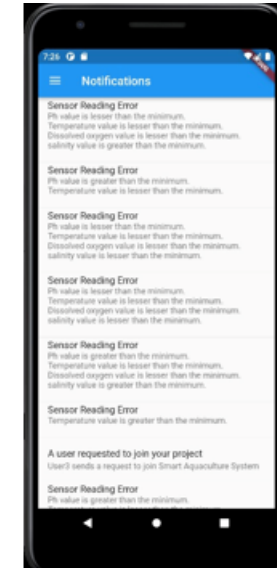 7:26
Notifications
Sensor Reading Error
Ph value is lesser than the minimum.
Temperature value is lesser than the minimum.
Dissolved oxygen value is lesser than the minimum.
salinity value is greater than the minimum.
Sensor Reading Error
Ph value is greater than the minimum.
Temperature value is lesser than the minimum.
Sensor Reading Error
Ph value is lesser than the minimum.
Temperature value is lesser than the minimum.
Dissolved oxygen value is lesser than the minimum.
salinity value is lesser than the minimum.
Sensor Reading Error
Ph value is lesser than the minimum.
Temperature value is lesser than the minimum.
Dissolved oxygen value is lesser than the minimum.
salinity value is lesser than the minimum.
Sensor Reading Error
Ph value is greater than the minimum.
Temperature value is lesser than the minimum.
Dissolved oxygen value is lesser than the minimum.
salinity value is greater than the minimum.
Sensor Reading Error
Temperature value is greater than the minimum.
A user requested to join your project
User3 sends a request to join Smart Aquaculture System
Sensor Reading Error
Ph value is greater than the minimum.